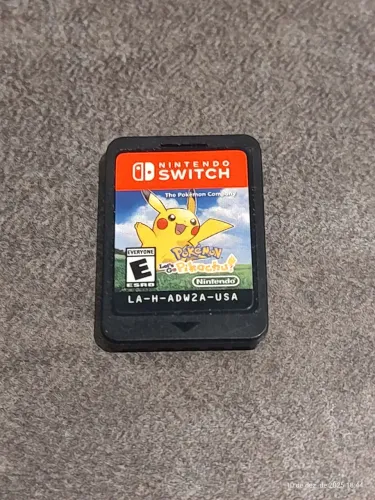 NINTENDO
SWITCH
The Pokémon Company
EVERYONE
E
ESRB
POKéMON
Let's Go, Pikachu!
Nintendo
LA-H-ADW2A-USA